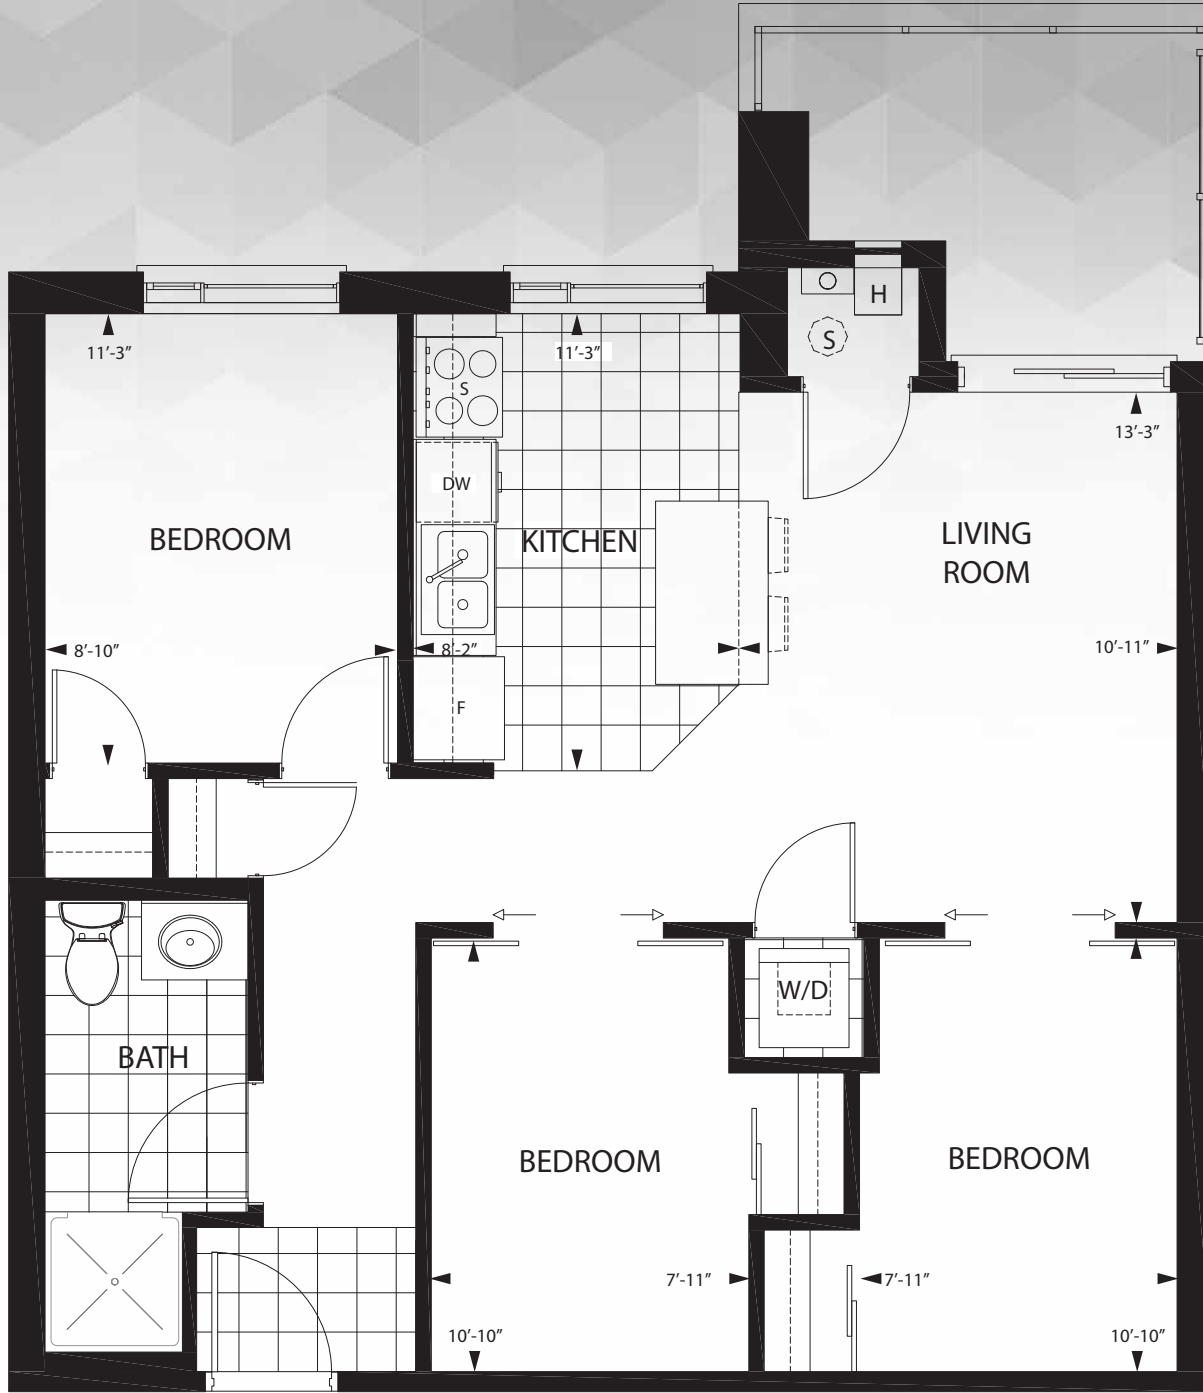 H
S
11'-3"
11'-3"
S
13'-3"
DW
BEDROOM
KITCHEN
LIVING
ROOM
8'-10"
8'-2"
10'-11"
F
W/D
BATH
BEDROOM
BEDROOM
7'-11"
7'-11"
10'-10"
10'-10"